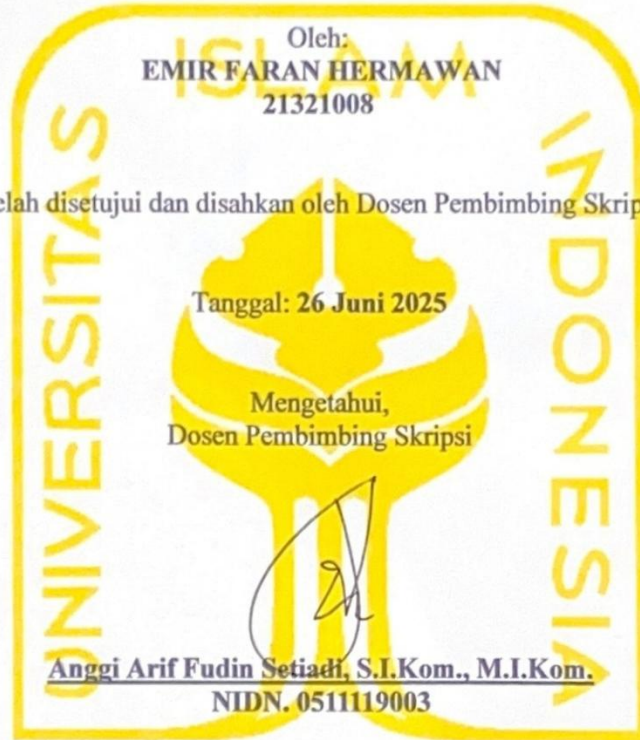 ISLAM
UNIVERSITAS
INDONESIA
Oleh:
EMIR FARAN HERMAWAN
21321008
elah disetujui dan disahkan oleh Dosen Pembimbing Skrip
Tanggal: 26 Juni 2025
Mengetahui,
Dosen Pembimbing Skripsi
Anggi Arif Fudin Setiadi, S.I.Kom., M.I.Kom.
NIDN. 0511119003